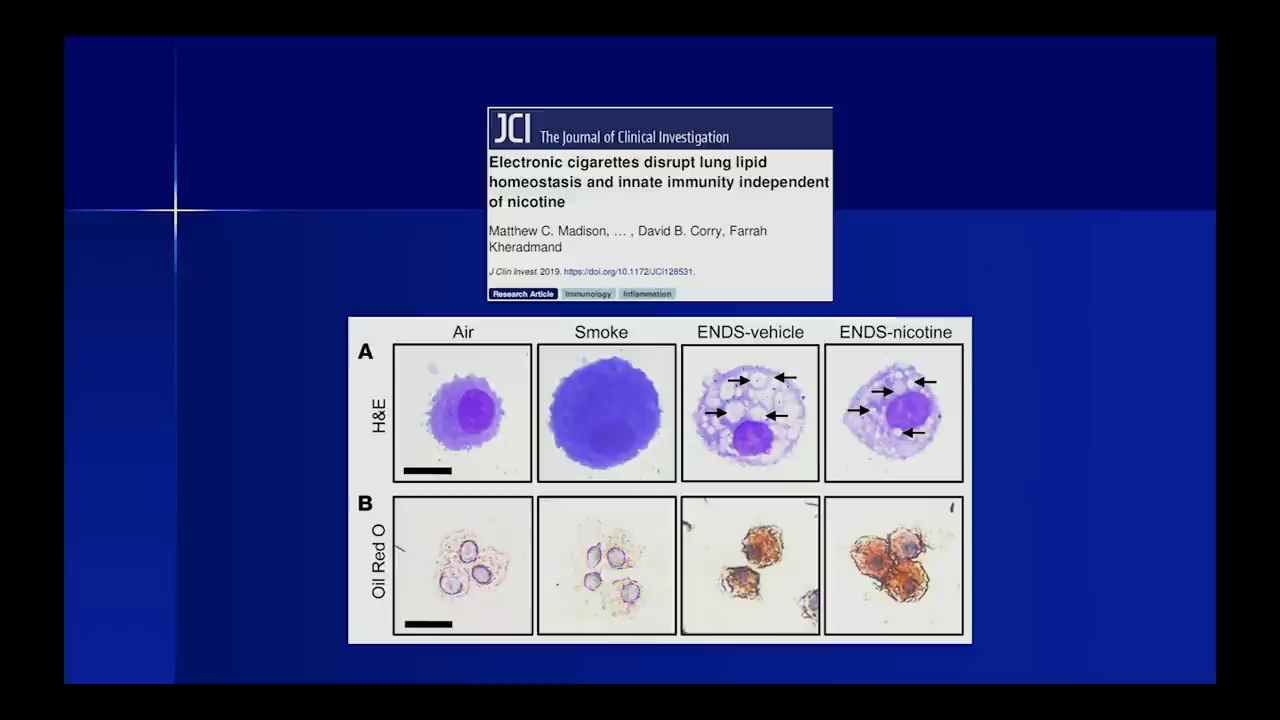 JCI The Journal of Clinical Investigation
Electronic cigarettes disrupt lung lipid
homeostasis and innate immunity independent
of nicotine
Matthew C. Madison, ... , David B. Corry, Farrah
Kheradmand
J Clin Invest. 2019. https://doi.org/10.1172/JCI128531.
Research Article Immunology Inflammation
Air Smoke ENDS-vehicle ENDS-nicotine
A
H&E
B
Oil Red O